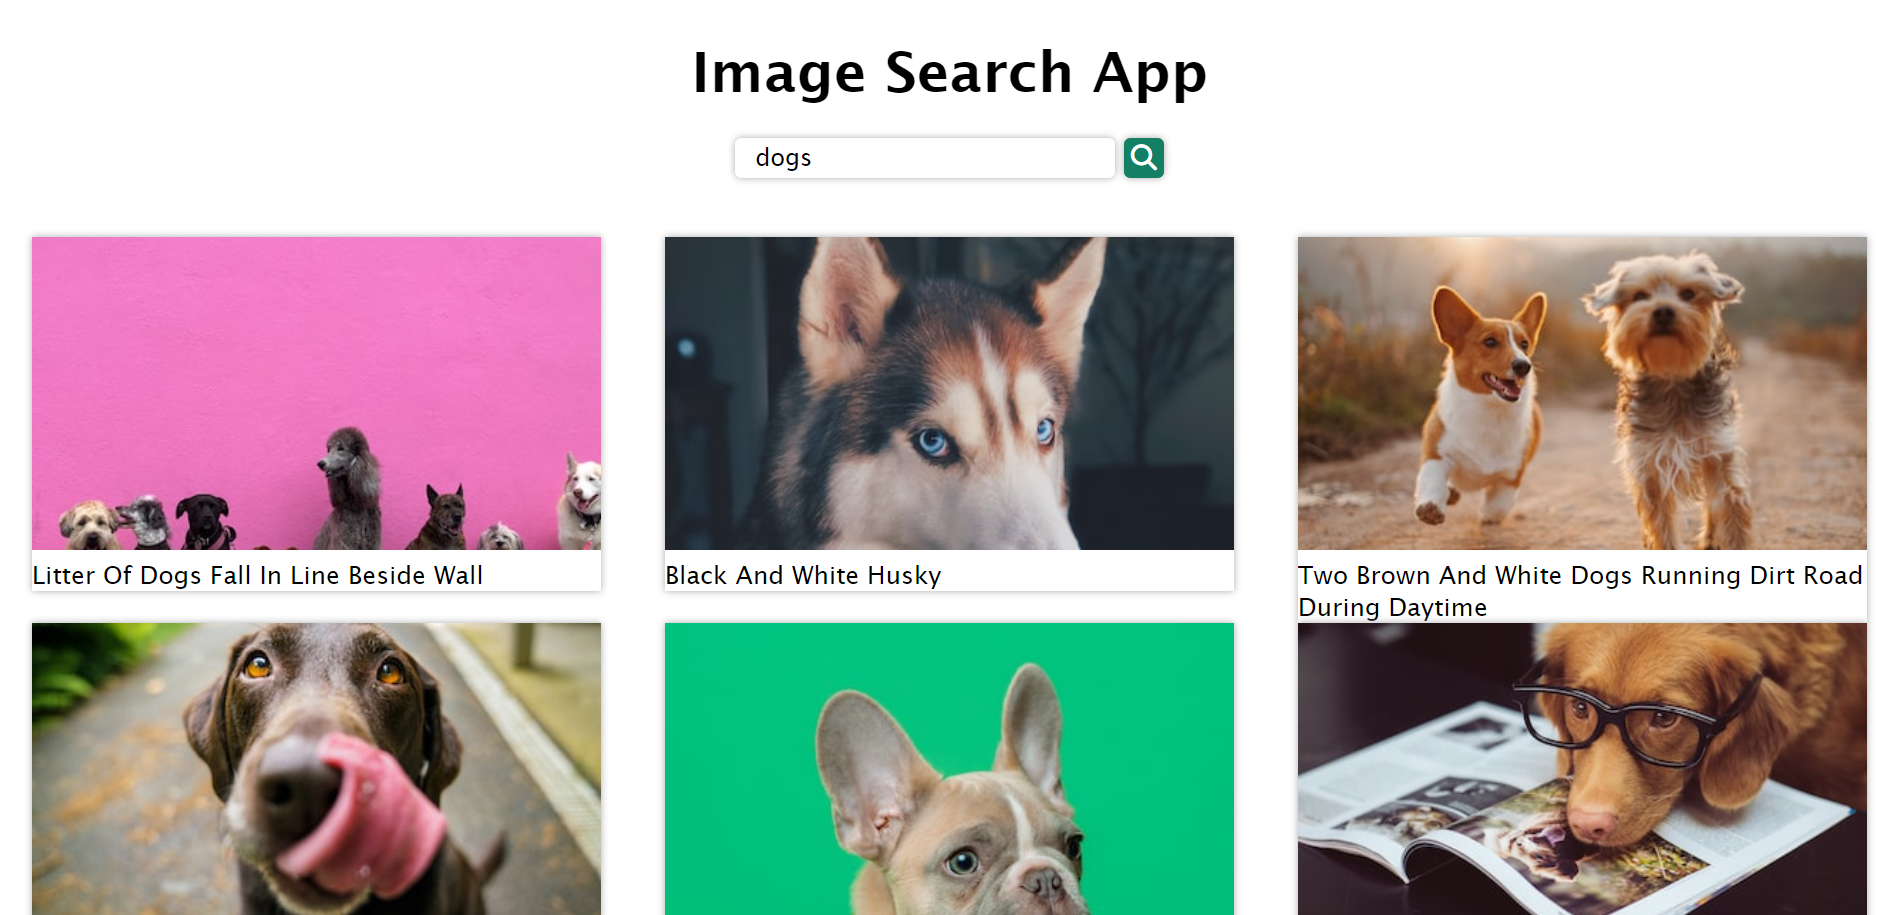 Image Search App
dogs
Litter Of Dogs Fall In Line Beside Wall
Black And White Husky
Two Brown And White Dogs Running Dirt Road
During Daytime